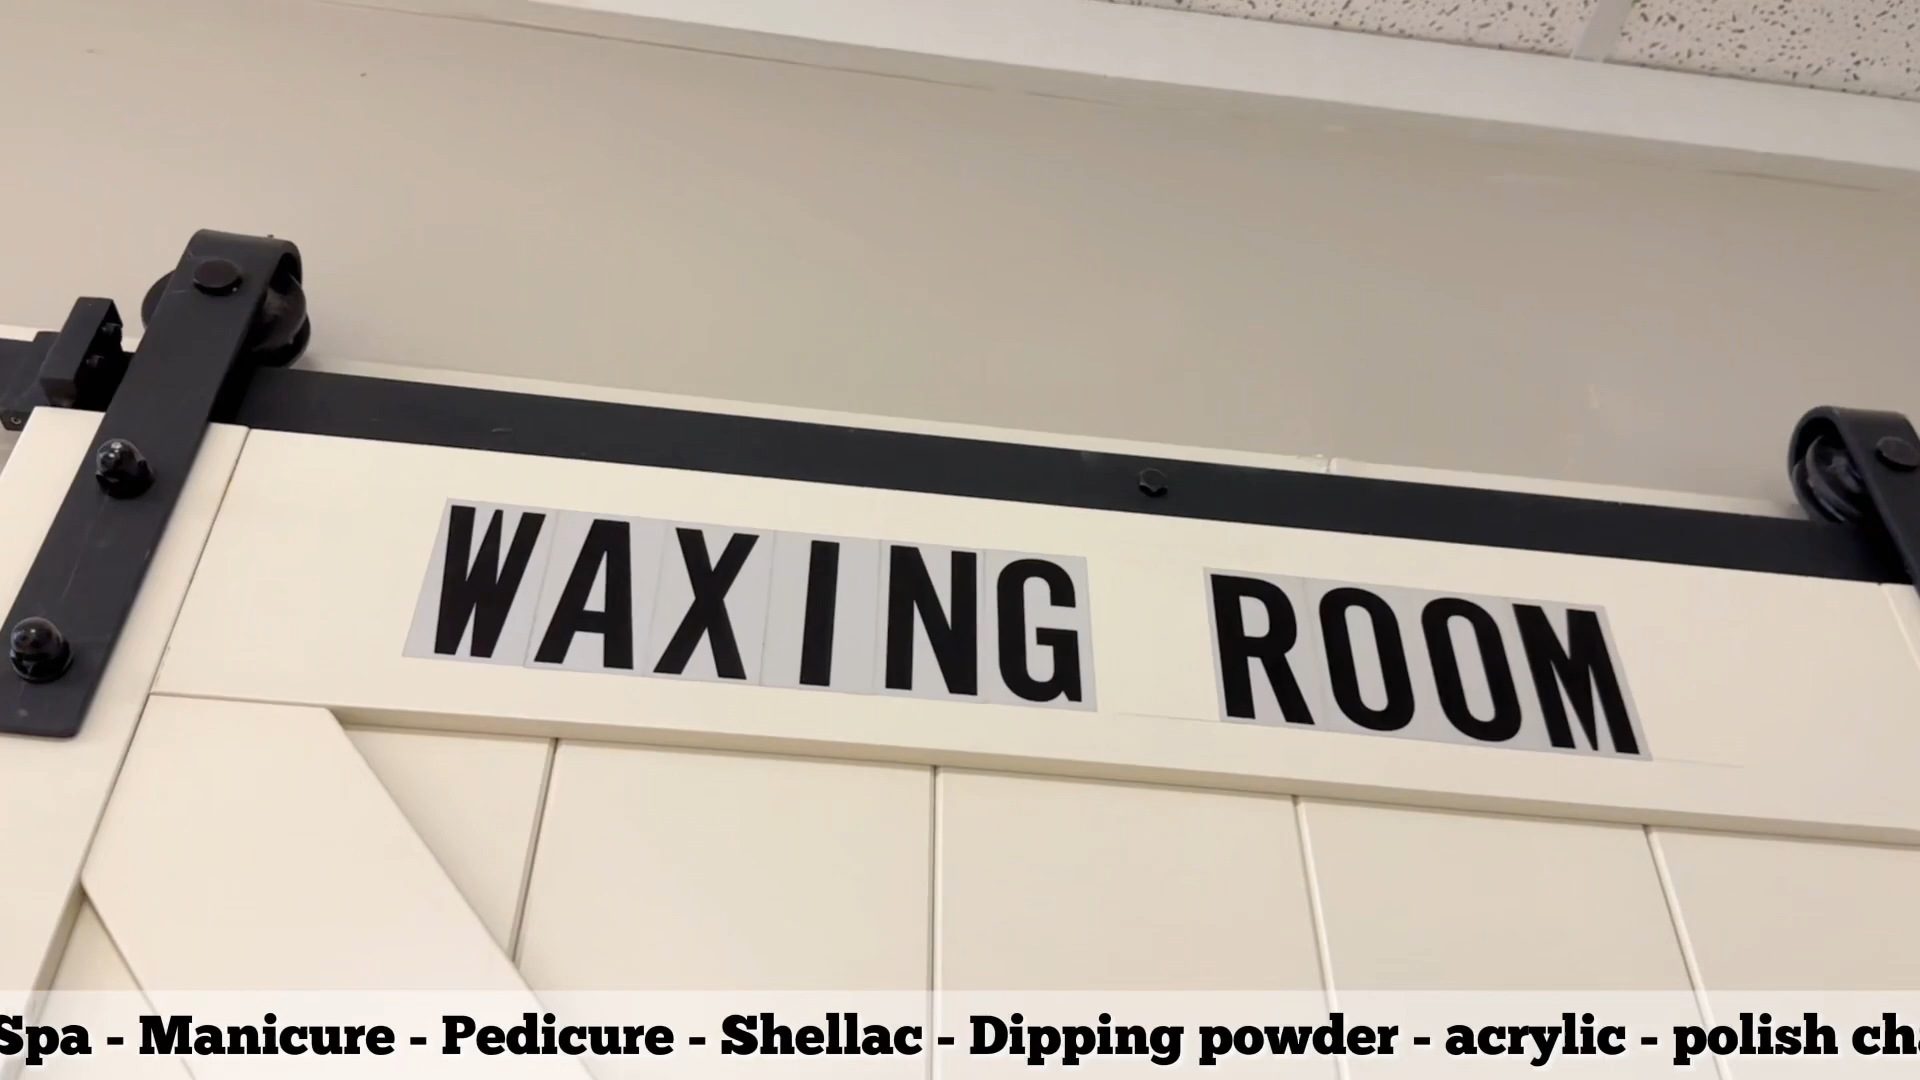 WAXING ROOM
Spa - Manicure - Pedicure - Shellac - Dipping powder - acrylic - polish